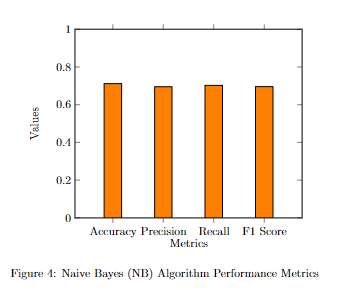 1
0.8
0.6
0.4
0.2
0
Values
Accuracy Precision Recall F1 Score
Metrics
Figure 4: Naive Bayes (NB) Algorithm Performance Metrics